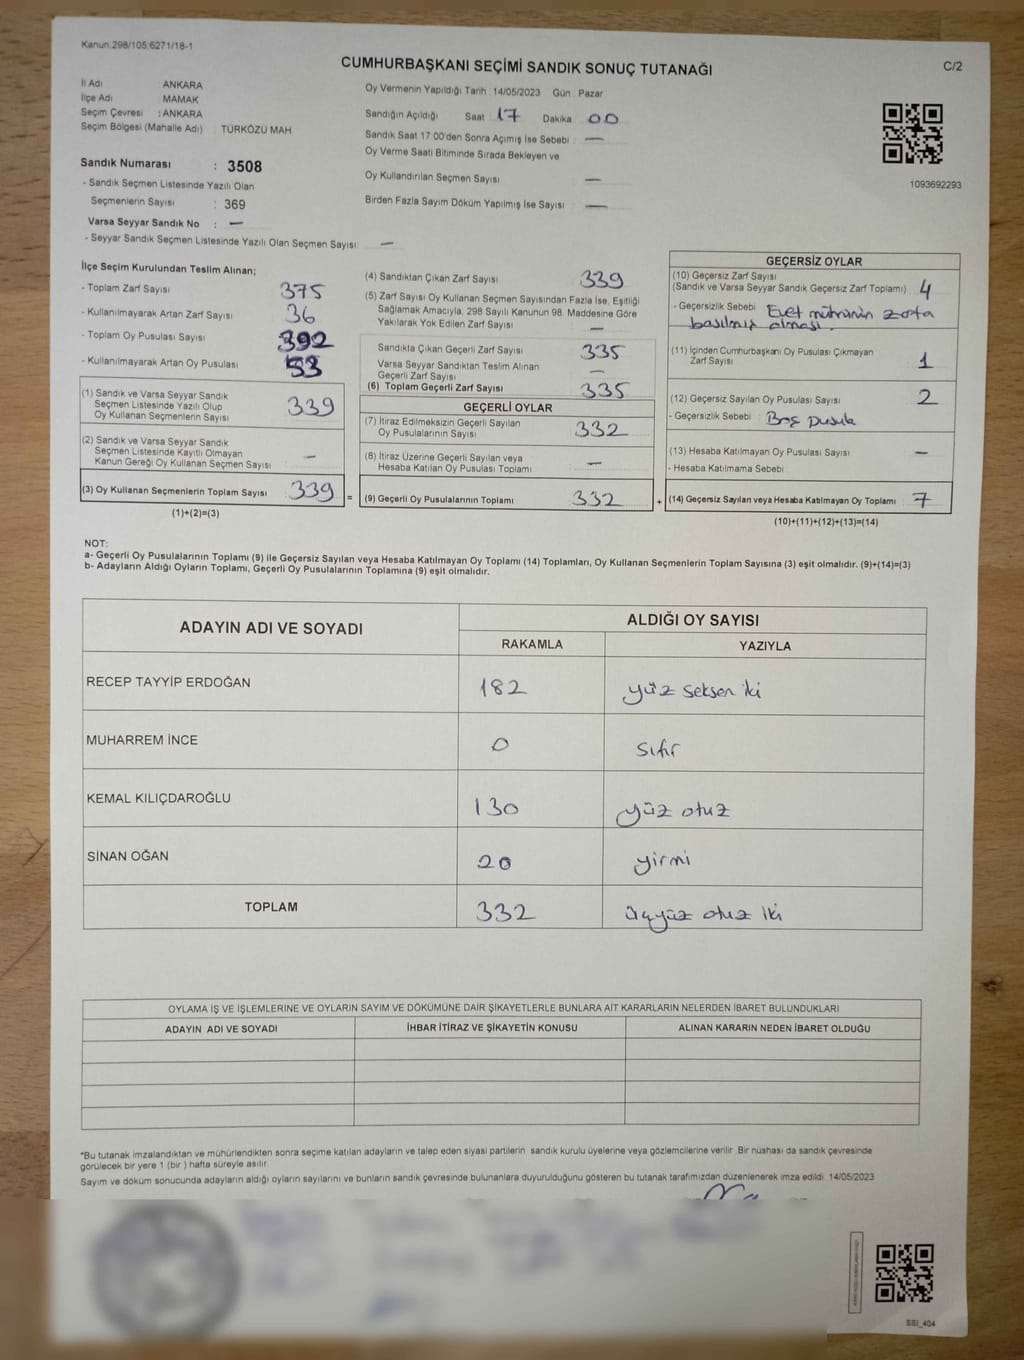 Kanun.298/105,6271/18-1
C/2
CUMHURBAŞKANI SEÇİMİ SANDIK SONUÇ TUTANAĞI
İl Adı ANKARA
İlçe Adı : MAMAK
Seçim Çevresi : ANKARA
Seçim Bölgesi (Mahalle Adı) : TÜRKÖZÜ MAH
Sandık Numarası : 3508
- Sandık Seçmen Listesinde Yazılı Olan
Seçmenlerin Sayısı : 369
Varsa Seyyar Sandık No : —
- Seyyar Sandık Seçmen Listesinde Yazılı Olan Seçmen Sayısı : —
Oy Vermenin Yapıldığı Tarih : 14/05/2023 Gün : Pazar
Sandığın Açıldığı Saat 17 Dakika 00
Sandık Saat 17:00'den Sonra Açımış İse Sebebi : —
Oy Verme Saati Bitiminde Sırada Bekleyen ve
Oy Kullandırılan Seçmen Sayısı : —
Birden Fazla Sayım Döküm Yapılmış İse Sayısı : —
1093692293
İlçe Seçim Kurulundan Teslim Alınan;
- Toplam Zarf Sayısı 375
- Kullanılmayarak Artan Zarf Sayısı : 36
- Toplam Oy Pusulası Sayısı 392
- Kullanılmayarak Artan Oy Pusulası 53
(1) Sandık ve Varsa Seyyar Sandık
Seçmen Listesinde Yazılı Olup
Oy Kullanan Seçmenlerin Sayısı : 339
(2) Sandık ve Varsa Seyyar Sandık
Seçmen Listesinde Kayıtlı Olmayan
Kanun Gereği Oy Kullanan Seçmen Sayısı : —
(3) Oy Kullanan Seçmenlerin Toplam Sayısı : 339 =
(1)+(2)=(3)
(4) Sandıktan Çıkan Zarf Sayısı 339
(5) Zarf Sayısı Oy Kullanan Seçmen Sayısından Fazla İse, Eşitliği
Sağlamak Amacıyla, 298 Sayılı Kanunun 98. Maddesine Göre
Yakılarak Yok Edilen Zarf Sayısı : —
Sandıkta Çıkan Geçerli Zarf Sayısı : 335
Varsa Seyyar Sandıktan Teslim Alınan
Geçerli Zarf Sayısı : —
(6) Toplam Geçerli Zarf Sayısı : 335
GEÇERLİ OYLAR
(7) İtiraz Edilmeksizin Geçerli Sayılan
Oy Pusulalarının Sayısı : 332
(8) İtiraz Üzerine Geçerli Sayılan veya
Hesaba Katılan Oy Pusulası Toplamı : —
(9) Geçerli Oy Pusulalarının Toplamı : 332 +
GEÇERSİZ OYLAR
(10) Geçersiz Zarf Sayısı
(Sandık ve Varsa Seyyar Sandık Geçersiz Zarf Toplamı) : 4
- Geçersizlik Sebebi : Evet mührünün zarfa
basılmış olması.
(11) İçinden Cumhurbaşkanı Oy Pusulası Çıkmayan
Zarf Sayısı : 1
(12) Geçersiz Sayılan Oy Pusulası Sayısı : 2
- Geçersizlik Sebebi : Boş pusula
(13) Hesaba Katılmayan Oy Pusulası Sayısı : —
- Hesaba Katılmama Sebebi
(14) Geçersiz Sayılan veya Hesaba Katılmayan Oy Toplamı : 7
(10)+(11)+(12)+(13)=(14)
NOT:
a- Geçerli Oy Pusulalarının Toplamı (9) ile Geçersiz Sayılan veya Hesaba Katılmayan Oy Toplamı (14) Toplamları, Oy Kullanan Seçmenlerin Toplam Sayısına (3) eşit olmalıdır. (9)+(14)=(3)
b- Adayların Aldığı Oyların Toplamı, Geçerli Oy Pusulalarının Toplamına (9) eşit olmalıdır.
ADAYIN ADI VE SOYADI
ALDIĞI OY SAYISI
RAKAMLA YAZIYLA
RECEP TAYYİP ERDOĞAN 182 yüz seksen iki
MUHARREM İNCE 0 sıfır
KEMAL KILIÇDAROĞLU 130 yüz otuz
SİNAN OĞAN 20 yirmi
TOPLAM 332 üçyüz otuz iki
OYLAMA İŞ VE İŞLEMLERİNE VE OYLARIN SAYIM VE DÖKÜMÜNE DAİR ŞİKAYETLERLE BUNLARA AİT KARARLARIN NELERDEN İBARET BULUNDUKLARI
ADAYIN ADI VE SOYADI İHBAR İTİRAZ VE ŞİKAYETİN KONUSU ALINAN KARARIN NEDEN İBARET OLDUĞU
*Bu tutanak imzalandıktan ve mühürlendikten sonra seçime katılan adayların ve talep eden siyasi partilerin sandık kurulu üyelerine veya gözlemcilerine verilir. Bir nüshası da sandık çevresinde
görülecek bir yere 1 (bir ) hafta süreyle asılır.
Sayım ve döküm sonucunda adayların aldığı oyların sayılarını ve bunların sandık çevresinde bulunanlara duyurulduğunu gösteren bu tutanak tarafımızdan düzenlenerek imza edildi. 14/05/2023
SSI_404